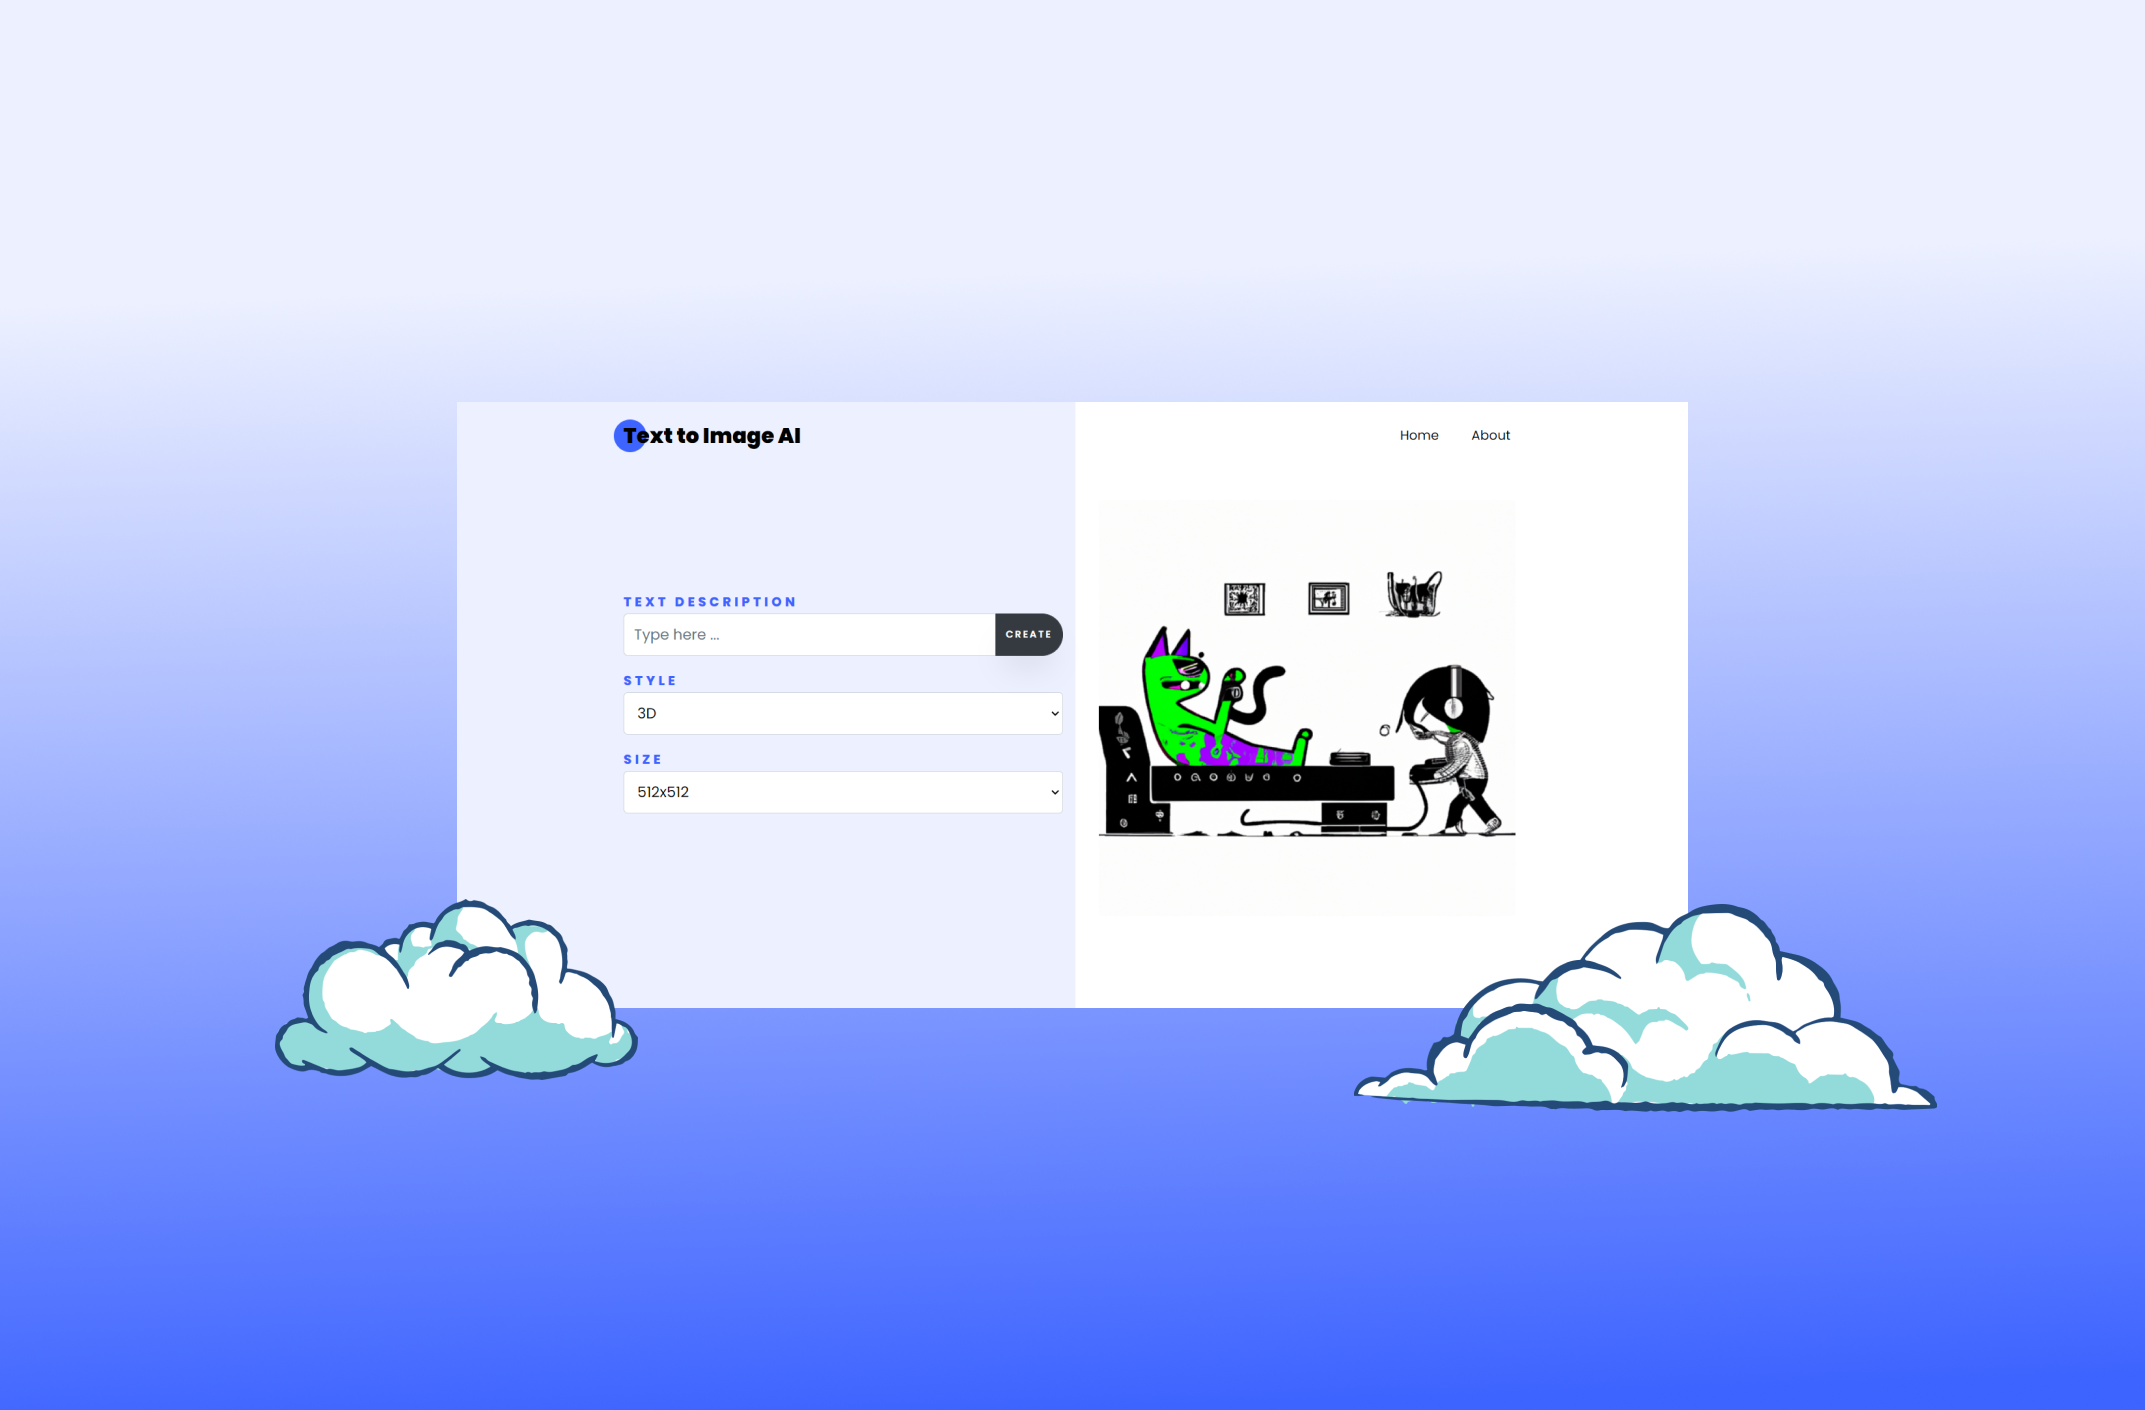 Text to Image AI
Home
About
TEXT DESCRIPTION
Type here ...
CREATE
STYLE
3D
SIZE
512x512